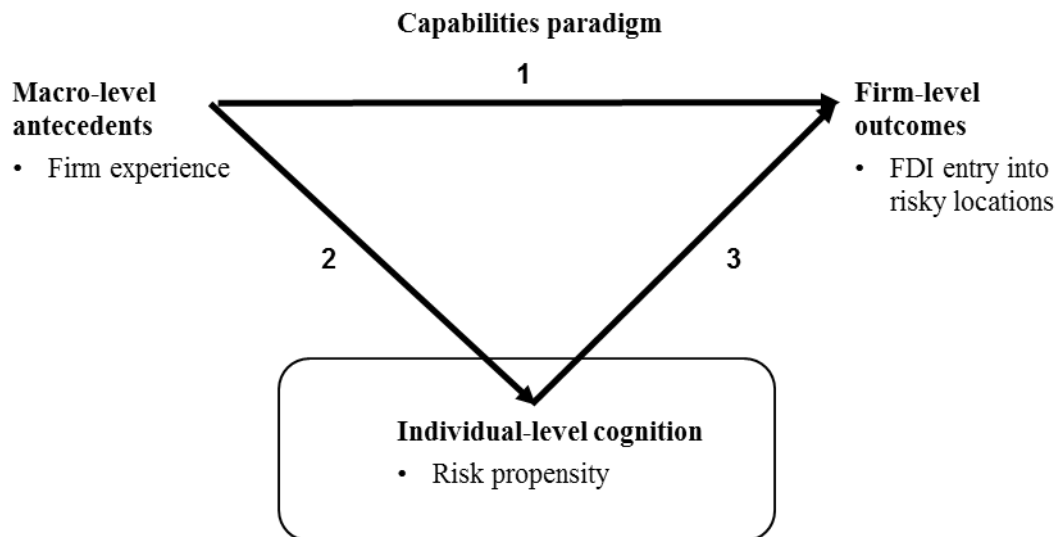 Capabilities paradigm
1
Macro-level
antecedents
• Firm experience
Firm-level
outcomes
• FDI entry into
risky locations
2
3
Individual-level cognition
• Risk propensity